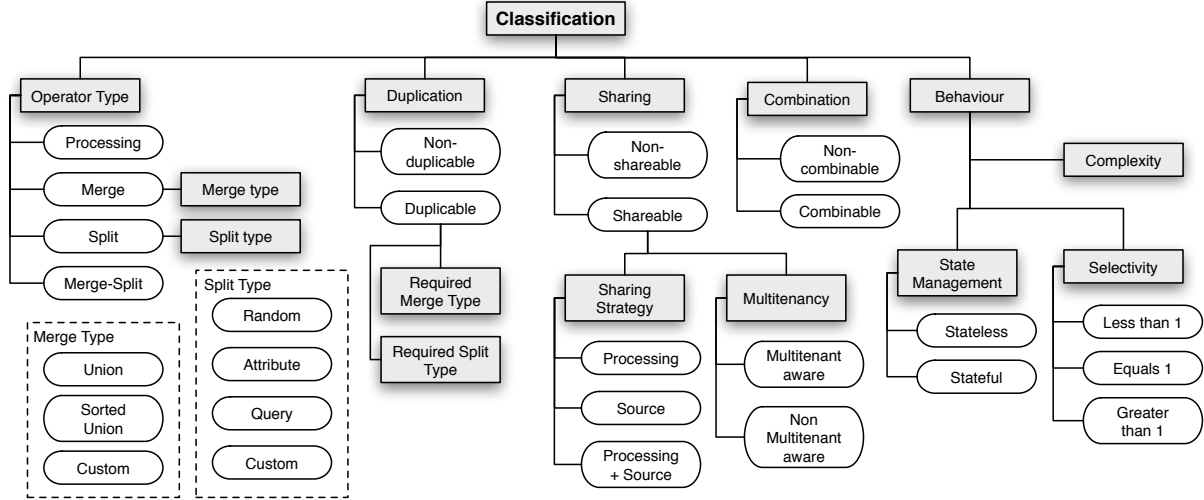 Classification
Operator Type
Processing
Merge
Merge type
Split
Split type
Merge-Split
Merge Type
Union
Sorted
Union
Custom
Split Type
Random
Attribute
Query
Custom
Duplication
Non-
duplicable
Duplicable
Required
Merge Type
Required Split
Type
Sharing
Non-
shareable
Shareable
Sharing
Strategy
Processing
Source
Processing
+ Source
Multitenancy
Multitenant
aware
Non
Multitenant
aware
Combination
Non-
combinable
Combinable
Behaviour
Complexity
State
Management
Stateless
Stateful
Selectivity
Less than 1
Equals 1
Greater
than 1